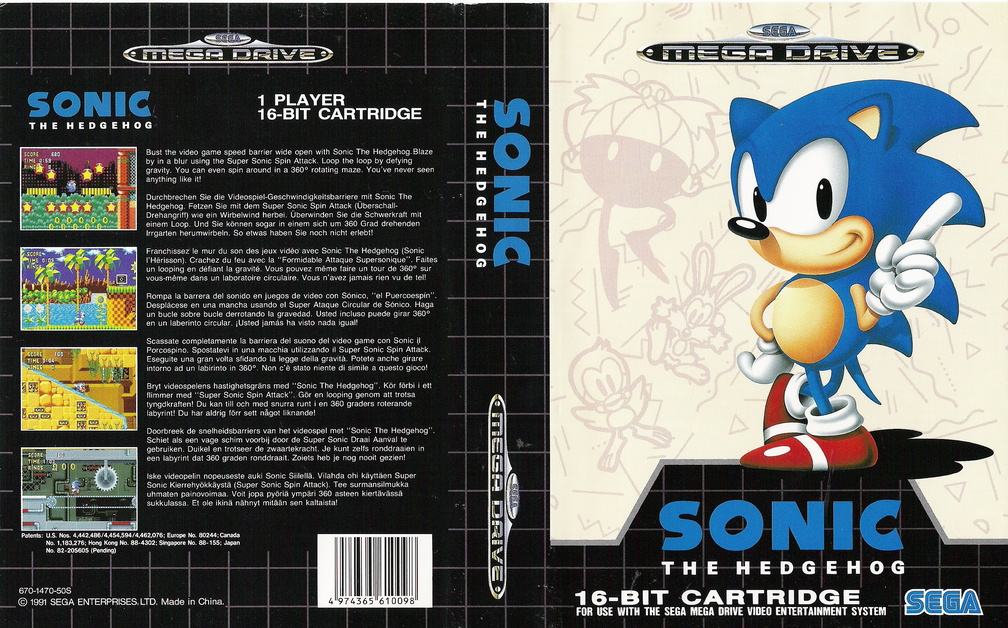 SEGA
MEGA DRIVE
SONIC
THE HEDGEHOG
1 PLAYER
16-BIT CARTRIDGE
Bust the video game speed barrier wide open with Sonic The Hedgehog.Blaze
by in a blur using the Super Sonic Spin Attack. Loop the loop by defying
gravity. You can even spin around in a 360° rotating maze. You've never seen
anything like it!
Durchbrechen Sie die Videospiel-Geschwindigkeitsbarriere mit Sonic The
Hedgehog. Fetzen Sie mit dem Super Sonic Spin Attack (Überschall-
Drehangriff) wie ein Wirbelwind herbei. Überwinden Sie die Schwerkraft mit
einem Loop. Und Sie können sogar in einem sich um 360 Grad drehenden
Irrgarten herumwirbeln. So etwas haben Sie noch nicht erlebt!
Franchissez le mur du son des jeux vidéo avec Sonic The Hedgehog (Sonic
l'Hérisson). Crachez du feu avec la "Formidable Attaque Supersonique". Faites
un looping en défiant la gravité. Vous pouvez même faire un tour de 360° sur
vous-même dans un laboratoire circulaire. Vous n'avez jamais rien vu de tel!
Rompa la barrera del sonido en juegos de video con Sónico, "el Puercoespín".
Desplácese en una marcha usando el Super Ataque Circular de Sónico. Haga
un bucle sobre bucle derrotando la gravedad. Usted incluso puede girar 360°
en un laberinto circular. ¡Usted jamás ha visto nada igual!
Scassate completamente la barriera del suono del video game con Sonic il
Porcospino. Spostatevi in una macchia utilizzando il Super Sonic Spin Attack.
Eseguite una gran volta sfidando la legge della gravità. Potete anche girare
intorno ad un labirinto in 360°. Non c'è stato niente di simile a questo gioco!
Bryt videospelens hastighetsgräns med "Sonic The Hedgehog". Kör förbi i ett
flimmer med "Super Sonic Spin Attack". Gör en looping genom att trotsa
tyngdkraften! Du kan till och med snurra runt i en 360 graders roterande
labyrint! Du har aldrig förr sett något liknande!
Doorbreek de snelheidsbarriers van het videospel met "Sonic The Hedgehog".
Schiet als een vage schim voorbij door de Super Sonic Draai Aanval te
gebruiken. Duikel en trotseer de zwaartekracht. Je kunt zelfs ronddraaien in
een labyrint dat 360 graden ronddraait. Zoiets heb je nog nooit gezien!
Iske videopelin nopeuseste auki Sonic Siilellä. Vilahda ohi käyttäen Super
Sonic Kierrehyökkäystä (Super Sonic Spin Attack). Tee surmansilmukka
uhmaten painovoimaa. Voit jopa pyöriä ympäri 360 asteen kiertävässä
sukkulassa. Et ole ikinä nähnyt mitään sen kaltaista!
Patents: U.S. Nos. 4,442,486/4,454,594/4,462,076; Europe No. 80244; Canada
No. 1,183,276; Hong Kong No. 88-4302; Singapore No. 88-155; Japan
No. 82-205605 (Pending)
670-1470-50S
© 1991 SEGA ENTERPRISES,LTD. Made in China.
4 974365 610098
SONIC
THE HEDGEHOG
SEGA
MEGA DRIVE
SEGA
MEGA DRIVE
SONIC
THE HEDGEHOG
16-BIT CARTRIDGE
FOR USE WITH THE SEGA MEGA DRIVE VIDEO ENTERTAINMENT SYSTEM
SEGA